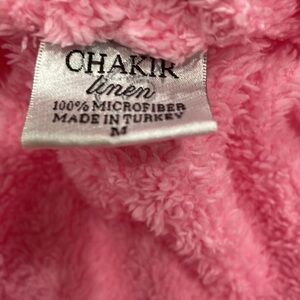 CHAKIR
linen
100% MICROFIBER
MADE IN TURKEY
M